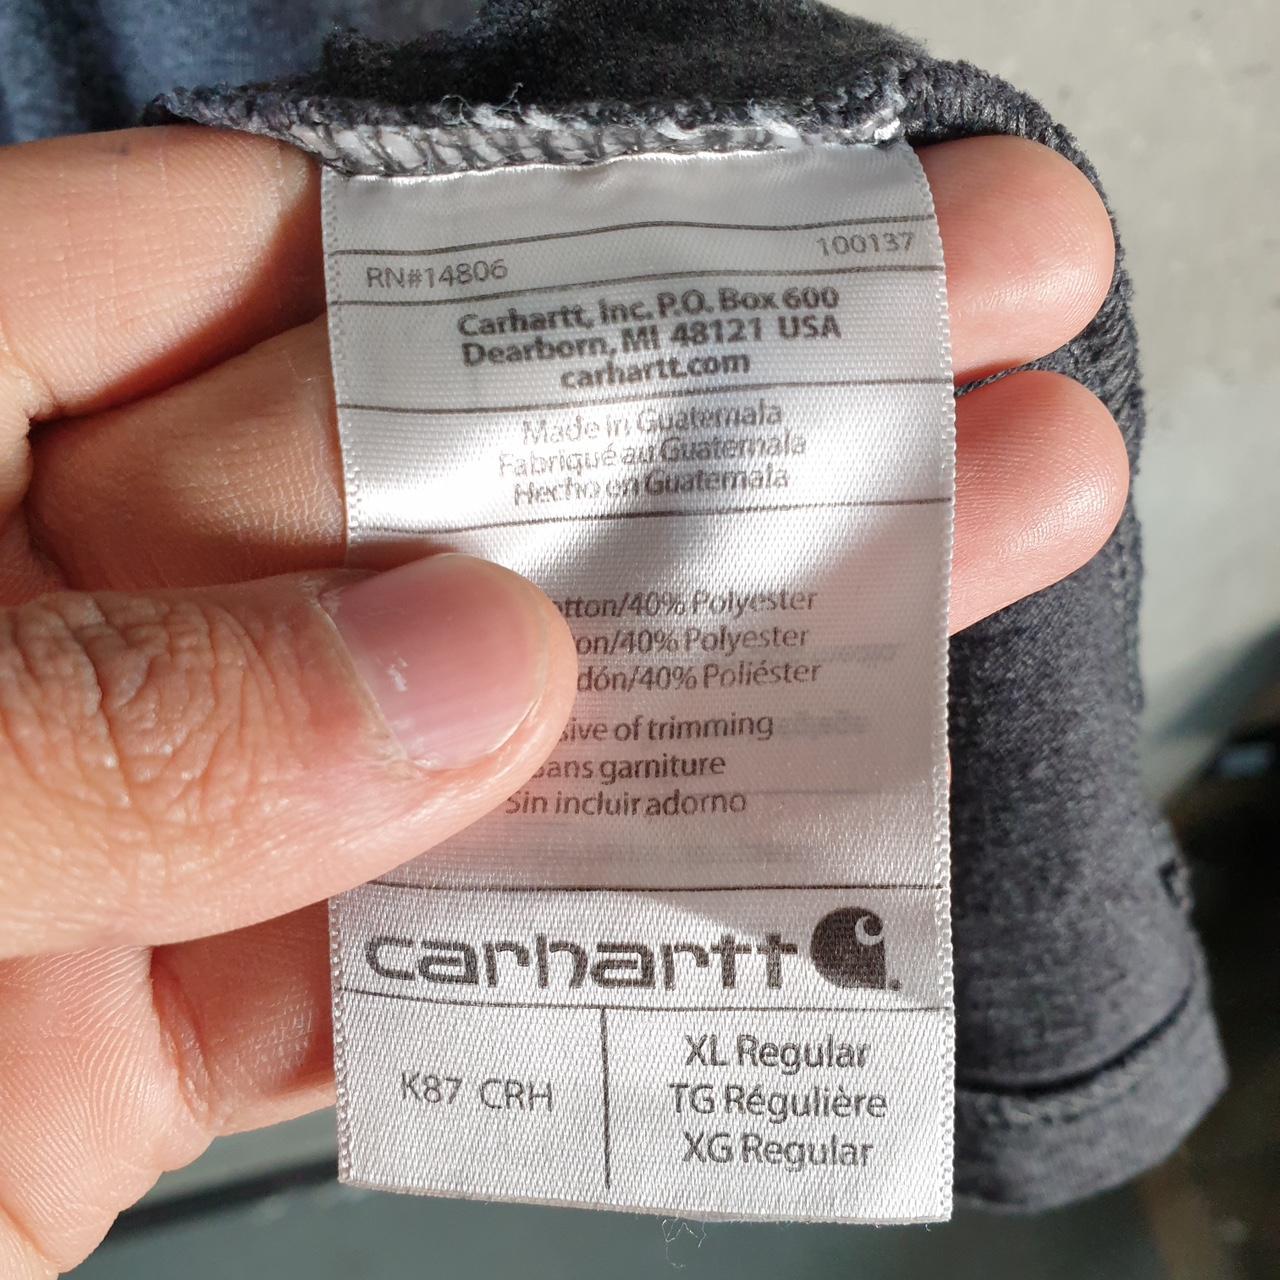 RN#14806 100137
Carhartt, Inc. P.O. Box 600
Dearborn, MI 48121 USA
carhartt.com
Made in Guatemala
Fabriqué au Guatemala
Hecho en Guatemala
otton/40% Polyester
on/40% Polyester
dón/40% Poliéster
sive of trimming
Sans garniture
Sin incluir adorno
carhartt
K87 CRH
XL Regular
TG Régulière
XG Regular